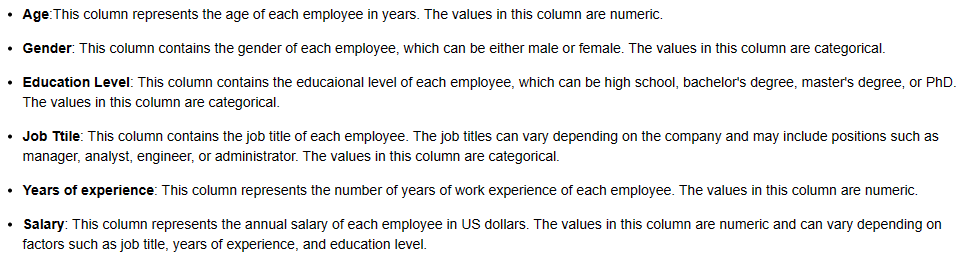 • Age:This column represents the age of each employee in years. The values in this column are numeric.
• Gender: This column contains the gender of each employee, which can be either male or female. The values in this column are categorical.
• Education Level: This column contains the educaional level of each employee, which can be high school, bachelor's degree, master's degree, or PhD.
The values in this column are categorical.
• Job Ttile: This column contains the job title of each employee. The job titles can vary depending on the company and may include positions such as
manager, analyst, engineer, or administrator. The values in this column are categorical.
• Years of experience: This column represents the number of years of work experience of each employee. The values in this column are numeric.
• Salary: This column represents the annual salary of each employee in US dollars. The values in this column are numeric and can vary depending on
factors such as job title, years of experience, and education level.